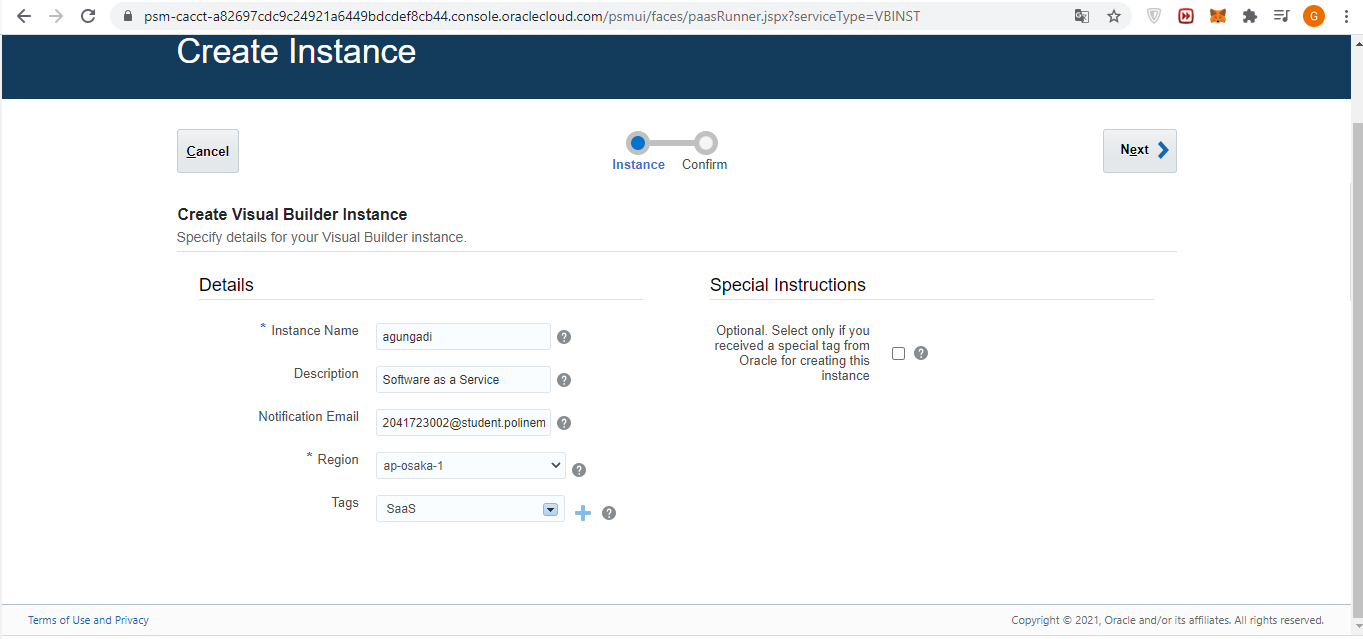 psm-cacct-a82697cdc9c24921a6449bdcdef8cb44.console.oraclecloud.com/psmui/faces/paasRunner.jspx?serviceType=VBINST
G
Create Instance
Cancel
Instance
Confirm
Next
Create Visual Builder Instance
Specify details for your Visual Builder instance.
Details
* Instance Name
agungadi
?
Description
Software as a Service
?
Notification Email
2041723002@student.polinem
?
* Region
ap-osaka-1
?
Tags
SaaS
?
Special Instructions
Optional. Select only if you
received a special tag from
Oracle for creating this
instance
?
Terms of Use and Privacy
Copyright © 2021, Oracle and/or its affiliates. All rights reserved.